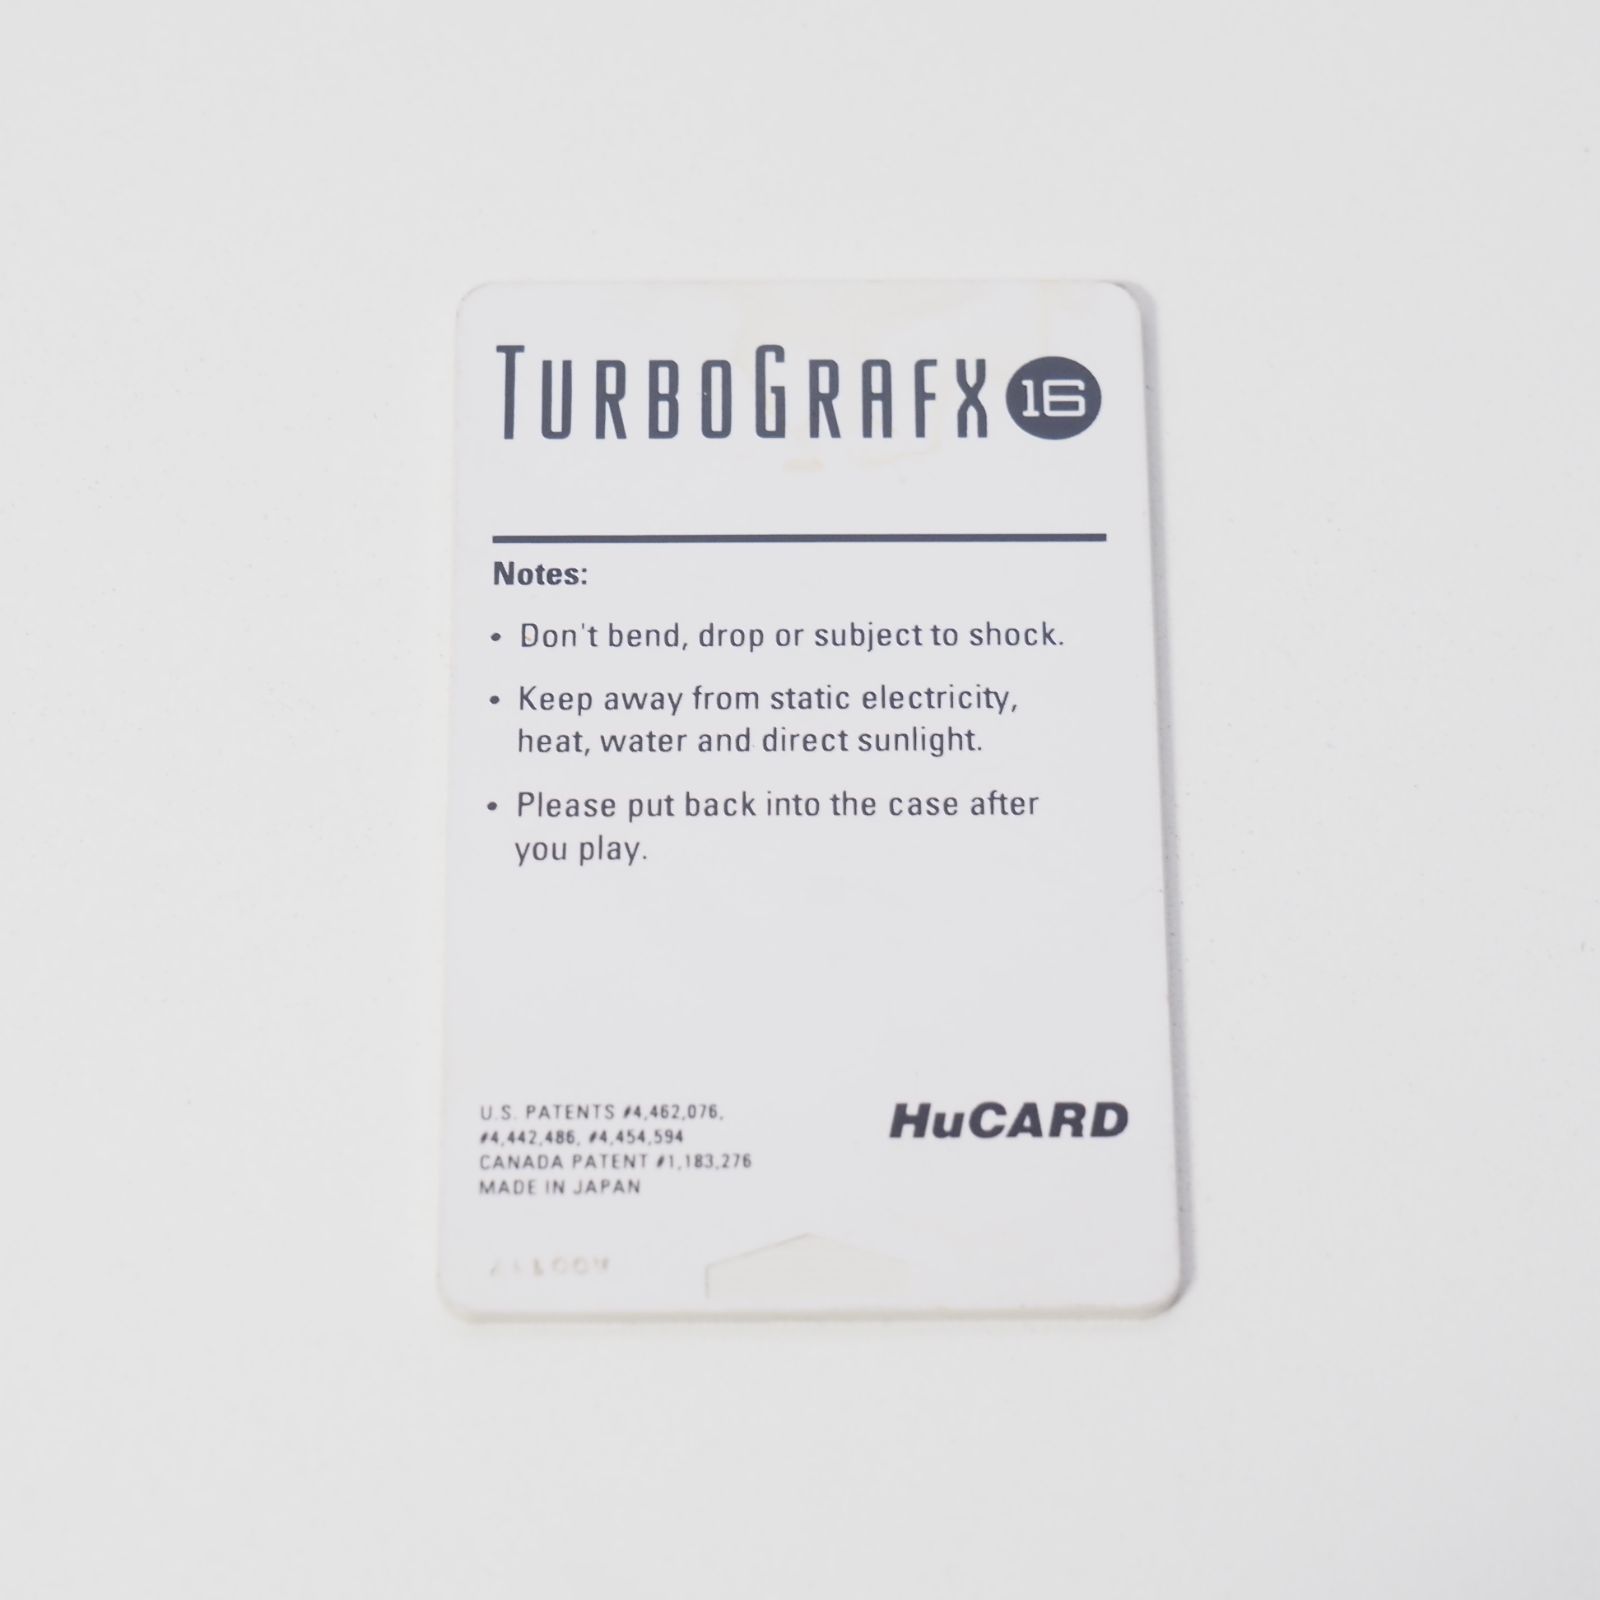 TURBOGRAFX 16
Notes:
• Don't bend, drop or subject to shock.
• Keep away from static electricity,
heat, water and direct sunlight.
• Please put back into the case after
you play.
U.S. PATENTS #4,462,076,
#4,442,486, #4,454,594
CANADA PATENT #1,183,276
MADE IN JAPAN
HuCARD